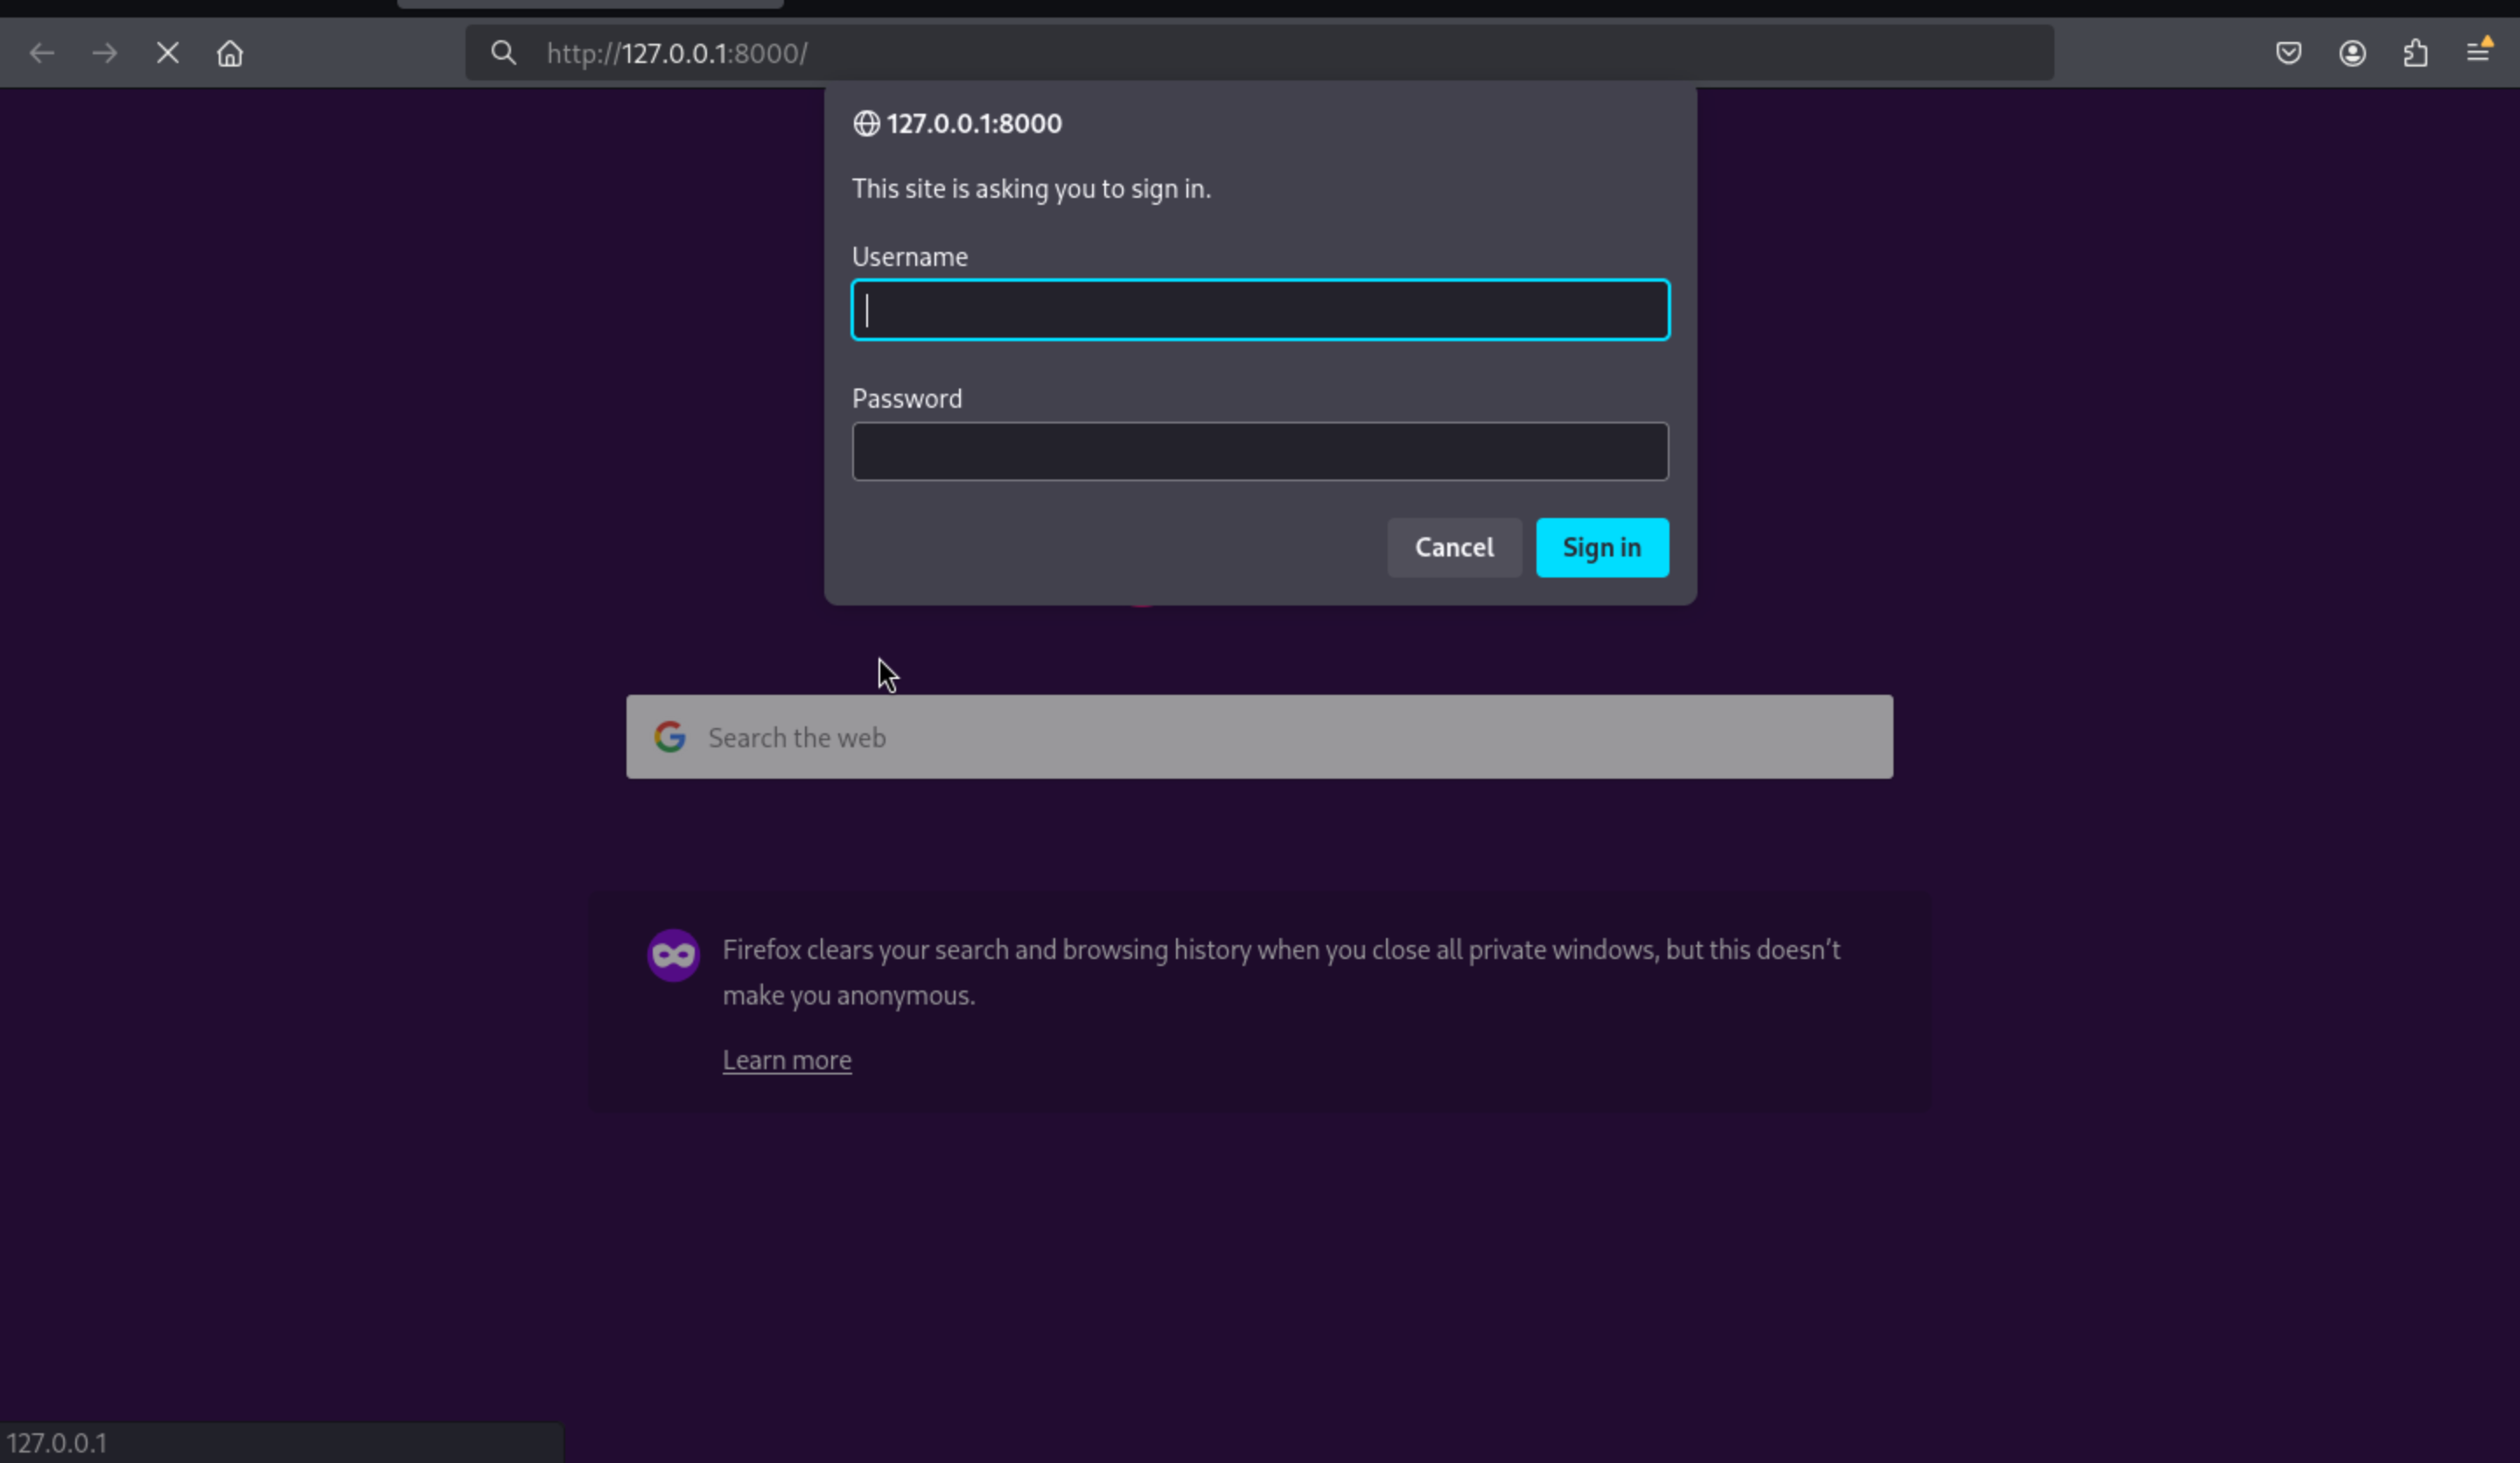 http://127.0.0.1:8000/
127.0.0.1:8000
This site is asking you to sign in.
Username
Password
Cancel
Sign in
Search the web
Firefox clears your search and browsing history when you close all private windows, but this doesn’t
make you anonymous.
Learn more
127.0.0.1